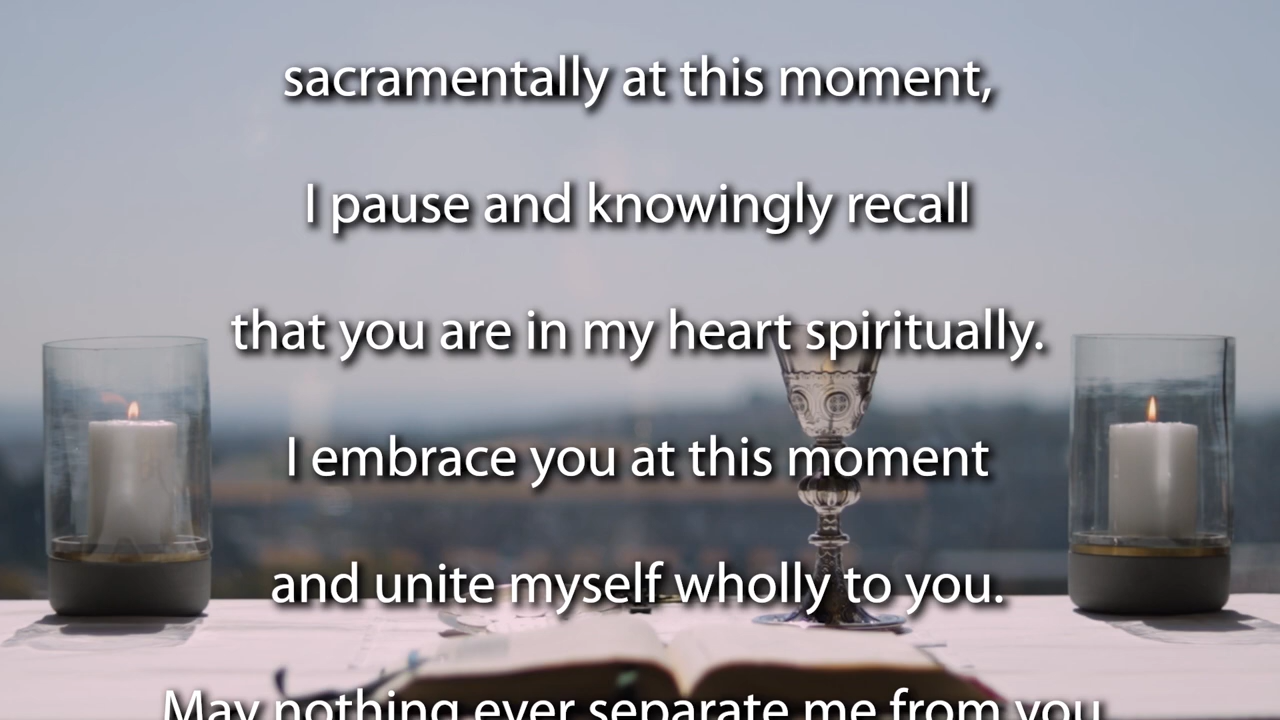 sacramentally at this moment,
I pause and knowingly recall
that you are in my heart spiritually.
I embrace you at this moment
and unite myself wholly to you.
May nothing ever separate me from you